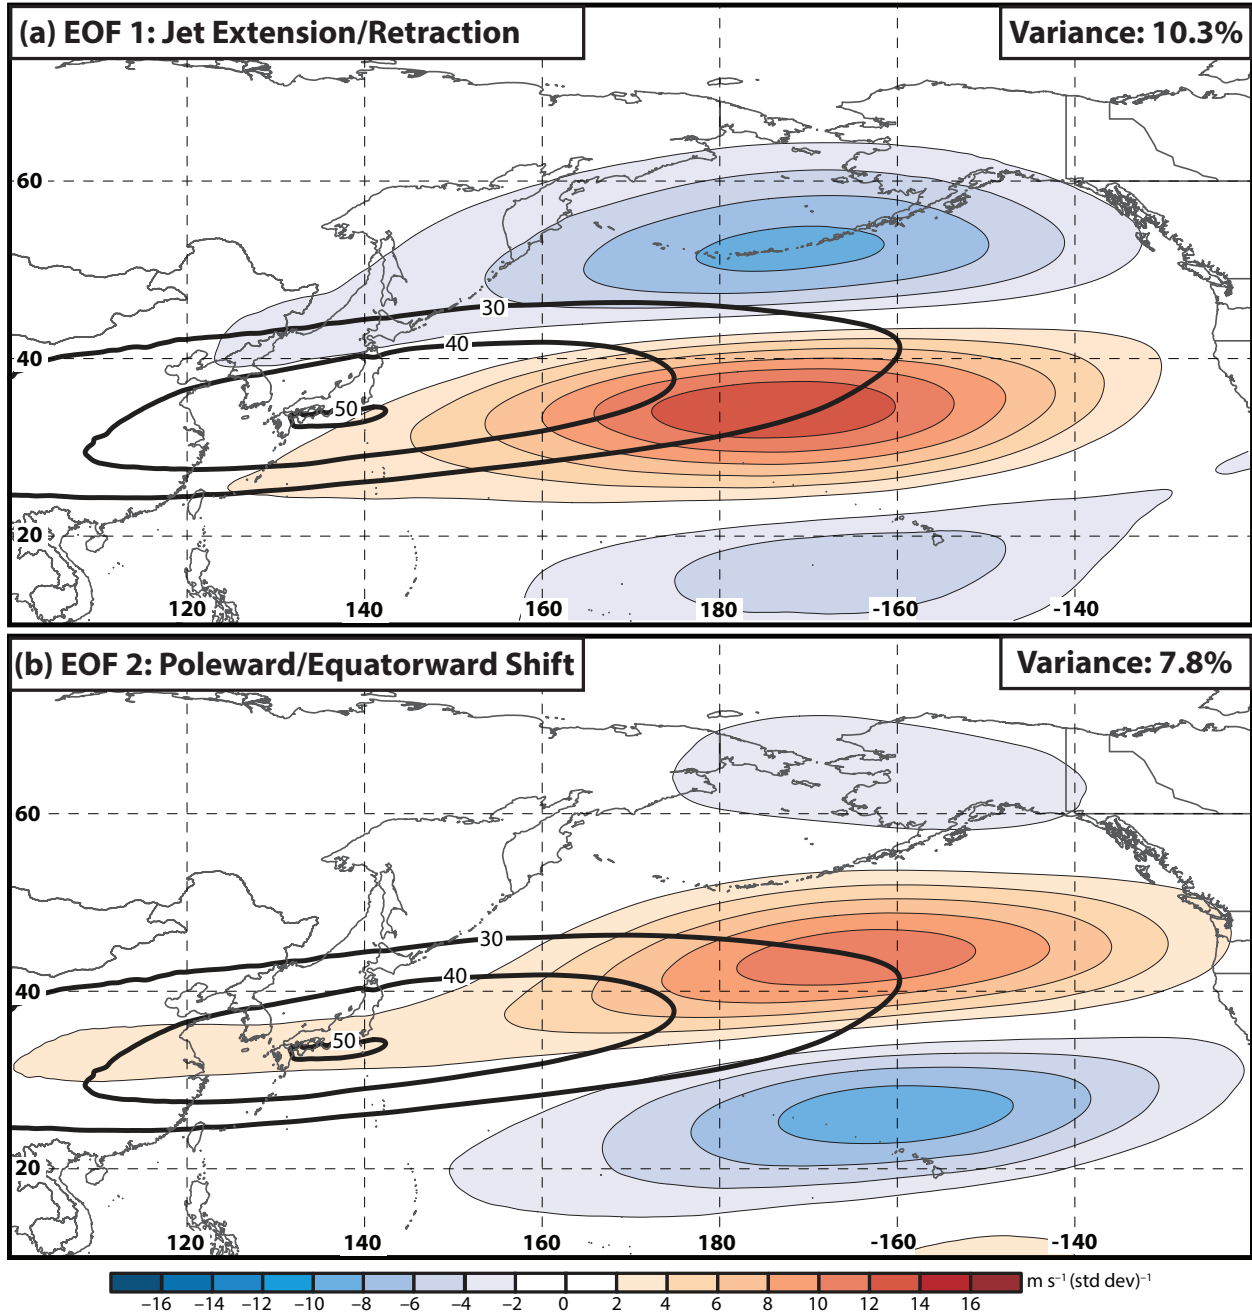 (a) EOF 1: Jet Extension/Retraction
Variance: 10.3%
60
30
40
40
50
20
120 140 160 180 -160 -140
(b) EOF 2: Poleward/Equatorward Shift
Variance: 7.8%
60
30
40
40
50
20
120 140 160 180 -160 -140
m s⁻¹ (std dev)⁻¹
−16 −14 −12 −10 −8 −6 −4 −2 0 2 4 6 8 10 12 14 16